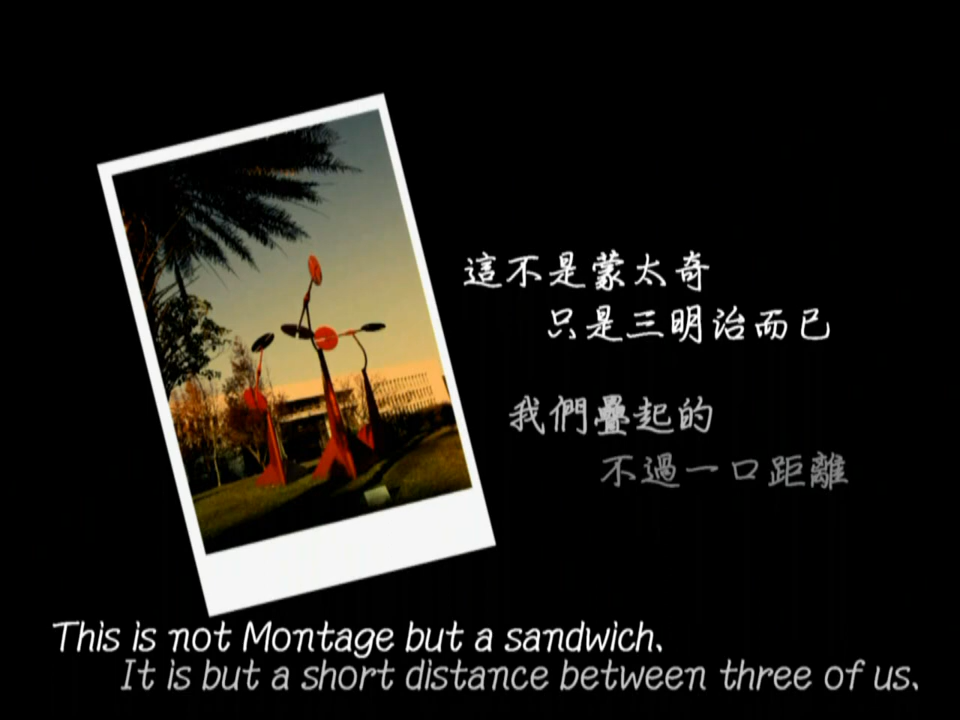 這不是蒙太奇
只是三明治而已
我們疊起的
不過一口距離
This is not Montage but a sandwich.
It is but a short distance between three of us.